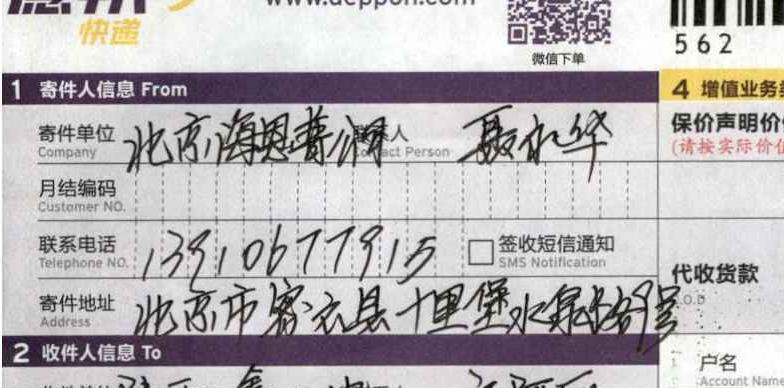 快递
www.deppon.com
微信下单
562
1 寄件人信息 From
4 增值业务
寄件单位 北京海恩普润 人 聂永华
Company Contact Person
保价声明价
(请按实际价
月结编码
Customer NO.
联系电话 13910677915 签收短信通知
Telephone NO. SMS Notification
代收货款
C.O.D
寄件地址 北京市密云县十里堡水泉路 号
Address
2 收件人信息 To
户名
Account Name